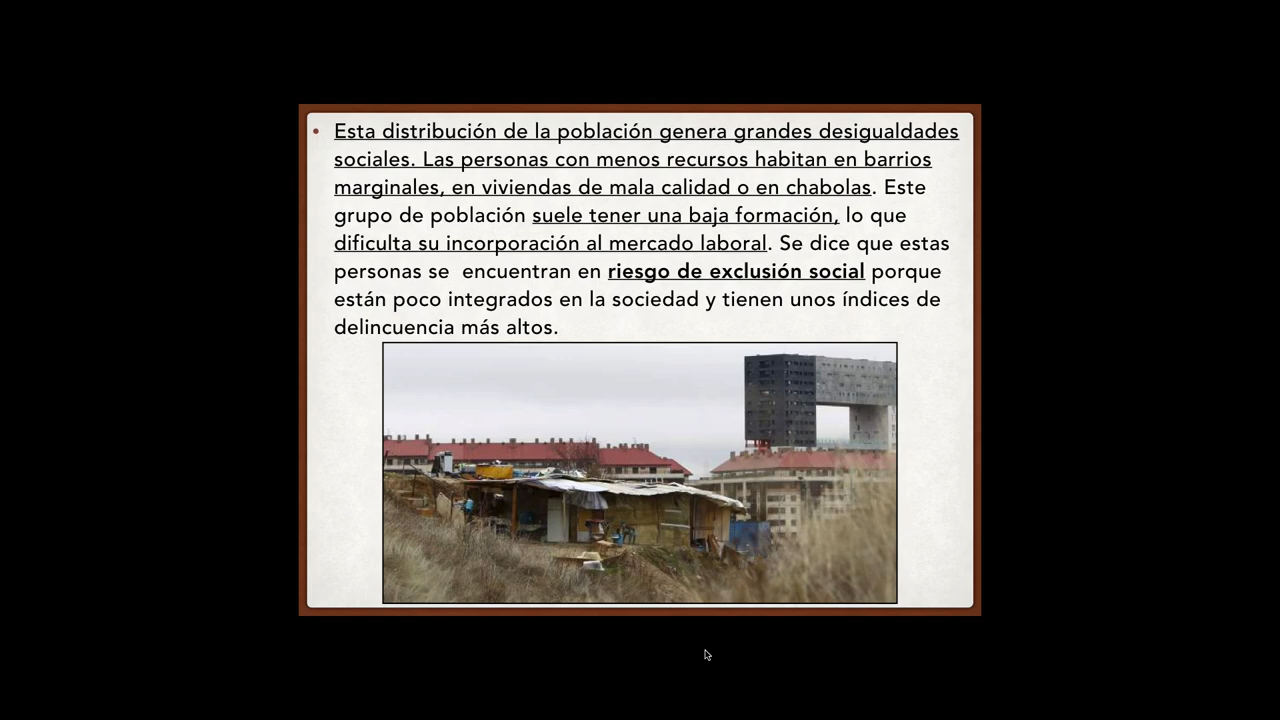 • Esta distribución de la población genera grandes desigualdades
sociales. Las personas con menos recursos habitan en barrios
marginales, en viviendas de mala calidad o en chabolas. Este
grupo de población suele tener una baja formación, lo que
dificulta su incorporación al mercado laboral. Se dice que estas
personas se  encuentran en riesgo de exclusión social porque
están poco integrados en la sociedad y tienen unos índices de
delincuencia más altos.